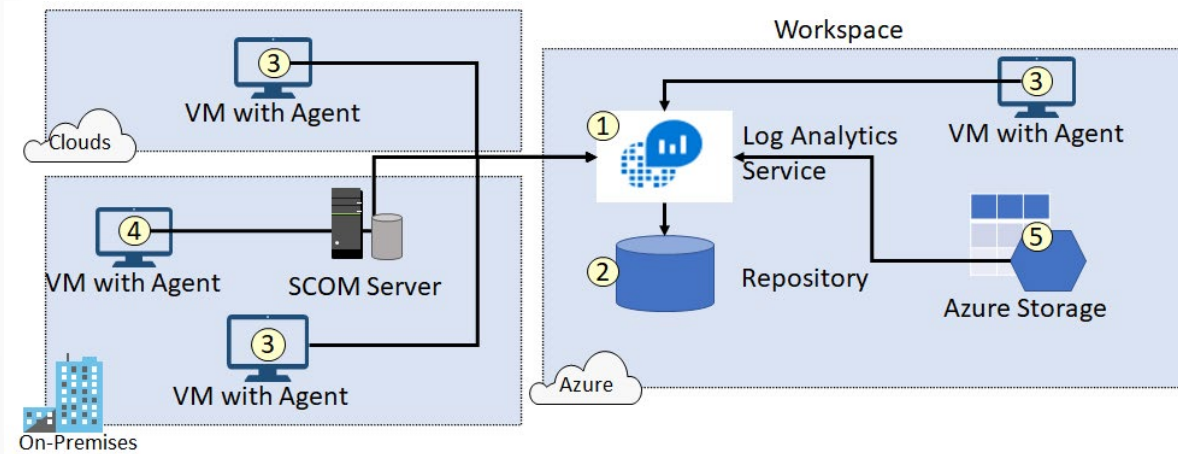 Workspace
3
VM with Agent
Clouds
3
VM with Agent
1
Log Analytics
Service
4
VM with Agent
SCOM Server
2
Repository
5
Azure Storage
3
VM with Agent
Azure
On-Premises